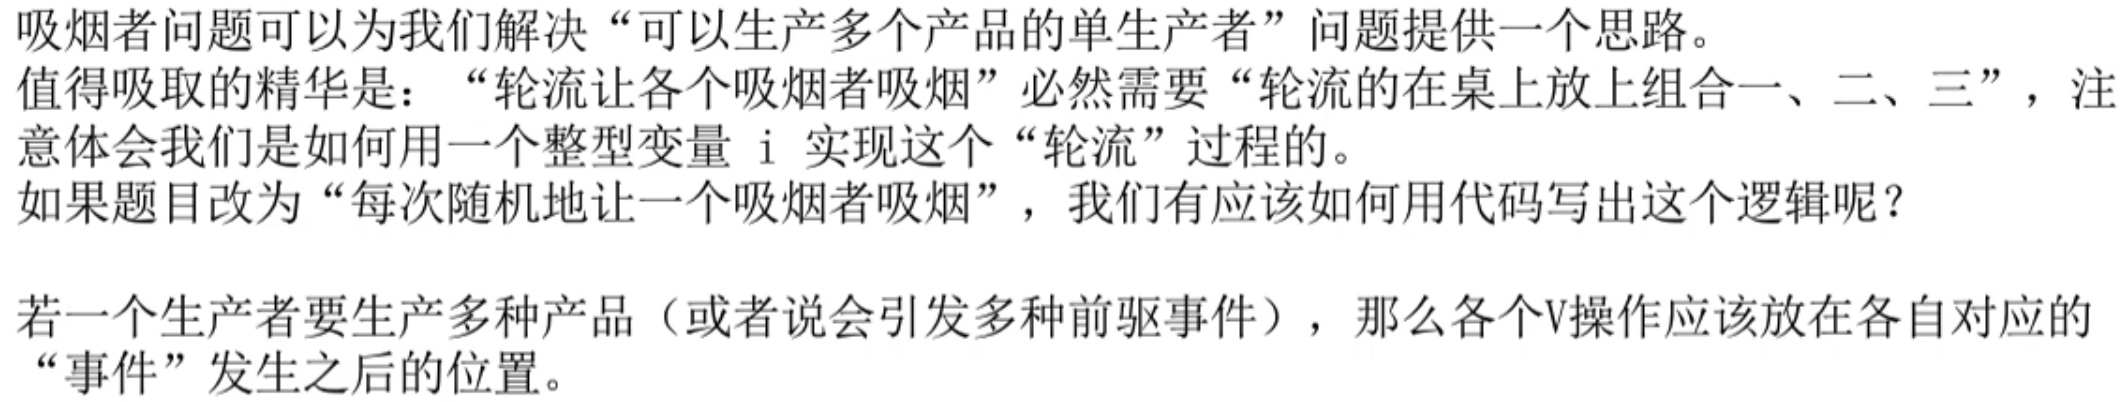 吸烟者问题可以为我们解决“可以生产多个产品的单生产者”问题提供一个思路。
值得吸取的精华是：“轮流让各个吸烟者吸烟”必然需要“轮流的在桌上放上组合一、二、三”，注
意体会我们是如何用一个整型变量 i 实现这个“轮流”过程的。
如果题目改为“每次随机地让一个吸烟者吸烟”，我们有应该如何用代码写出这个逻辑呢？
若一个生产者要生产多种产品（或者说会引发多种前驱事件），那么各个V操作应该放在各自对应的
“事件”发生之后的位置。